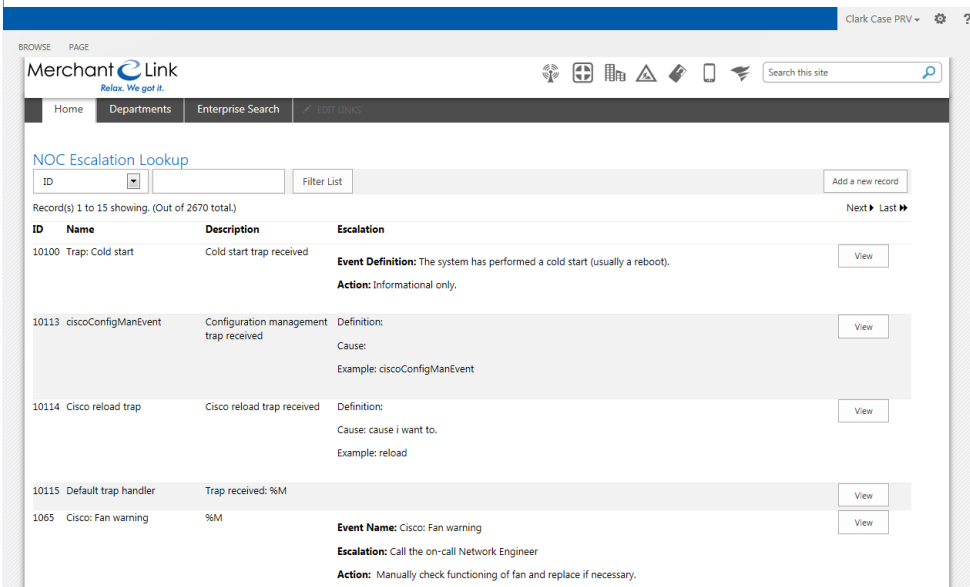 Clark Case PRV
?
BROWSE PAGE
Merchant Link
Relax. We got it.
Search this site
Home Departments Enterprise Search EDIT LINKS
NOC Escalation Lookup
ID Filter List Add a new record
Record(s) 1 to 15 showing. (Out of 2670 total.) Next Last
ID Name Description Escalation
10100 Trap: Cold start Cold start trap received View
Event Definition: The system has performed a cold start (usually a reboot).
Action: Informational only.
10113 ciscoConfigManEvent Configuration management Definition: View
trap received
Cause:
Example: ciscoConfigManEvent
10114 Cisco reload trap Cisco reload trap received Definition: View
Cause: cause i want to.
Example: reload
10115 Default trap handler Trap received: %M View
1065 Cisco: Fan warning %M View
Event Name: Cisco: Fan warning
Escalation: Call the on-call Network Engineer
Action: Manually check functioning of fan and replace if necessary.